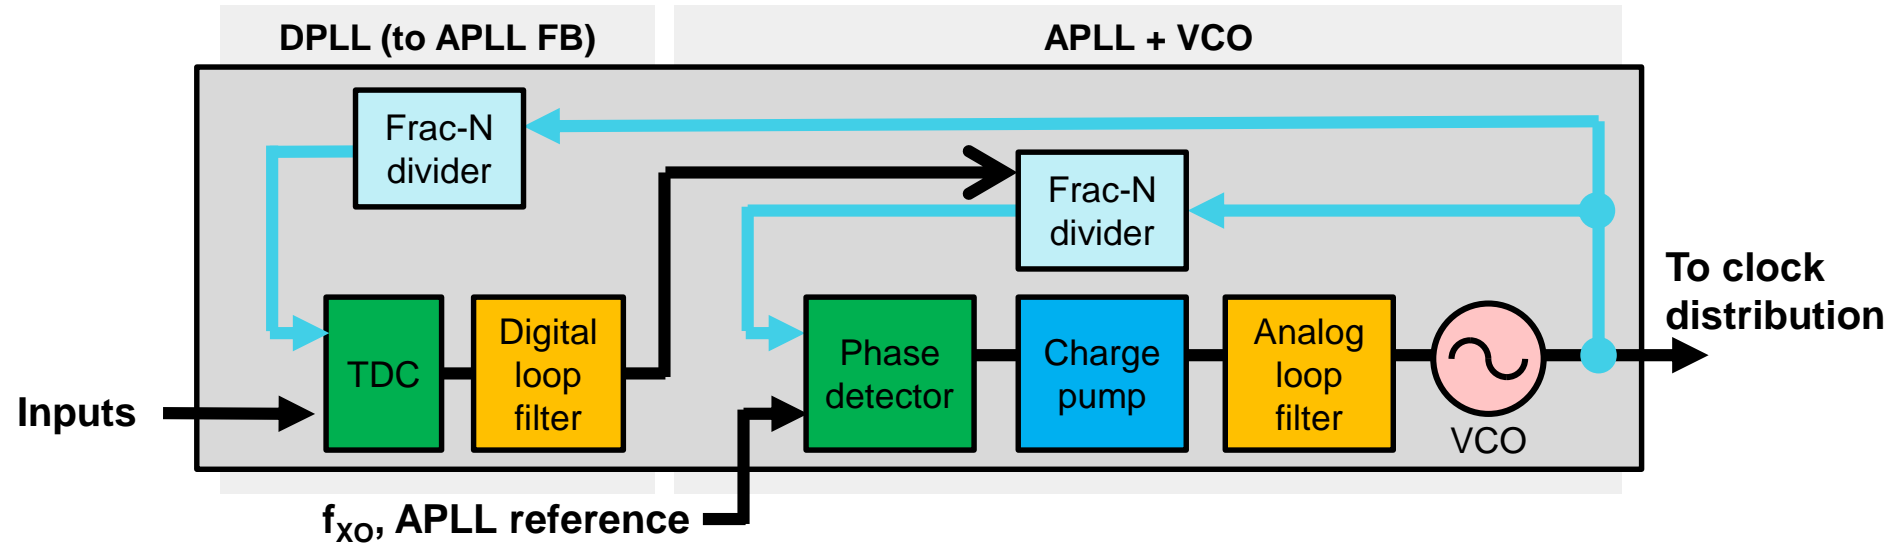 DPLL (to APLL FB)
APLL + VCO
Frac-N
divider
Frac-N
divider
To clock
distribution
TDC
Digital
loop
filter
Phase
detector
Charge
pump
Analog
loop
filter
VCO
Inputs
fXO, APLL reference